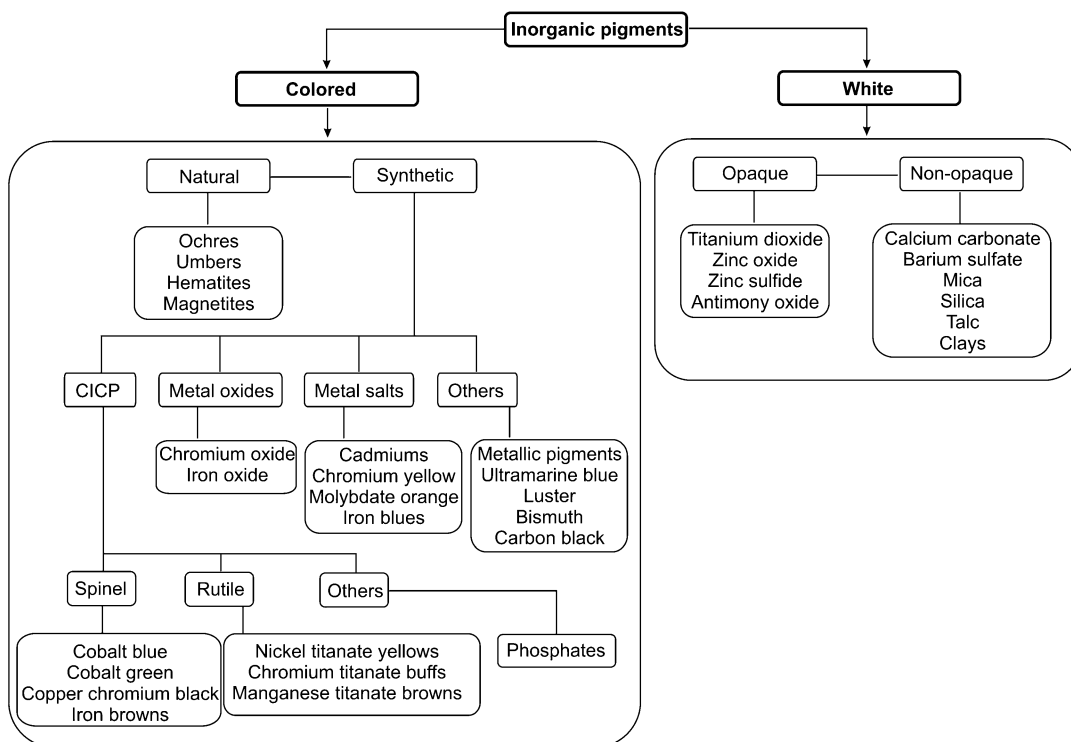 Inorganic pigments
Colored
White
Natural
Synthetic
Ochres
Umbers
Hematites
Magnetites
CICP
Metal oxides
Metal salts
Others
Chromium oxide
Iron oxide
Cadmiums
Chromium yellow
Molybdate orange
Iron blues
Metallic pigments
Ultramarine blue
Luster
Bismuth
Carbon black
Spinel
Rutile
Others
Cobalt blue
Cobalt green
Copper chromium black
Iron browns
Nickel titanate yellows
Chromium titanate buffs
Manganese titanate browns
Phosphates
Opaque
Non-opaque
Titanium dioxide
Zinc oxide
Zinc sulfide
Antimony oxide
Calcium carbonate
Barium sulfate
Mica
Silica
Talc
Clays